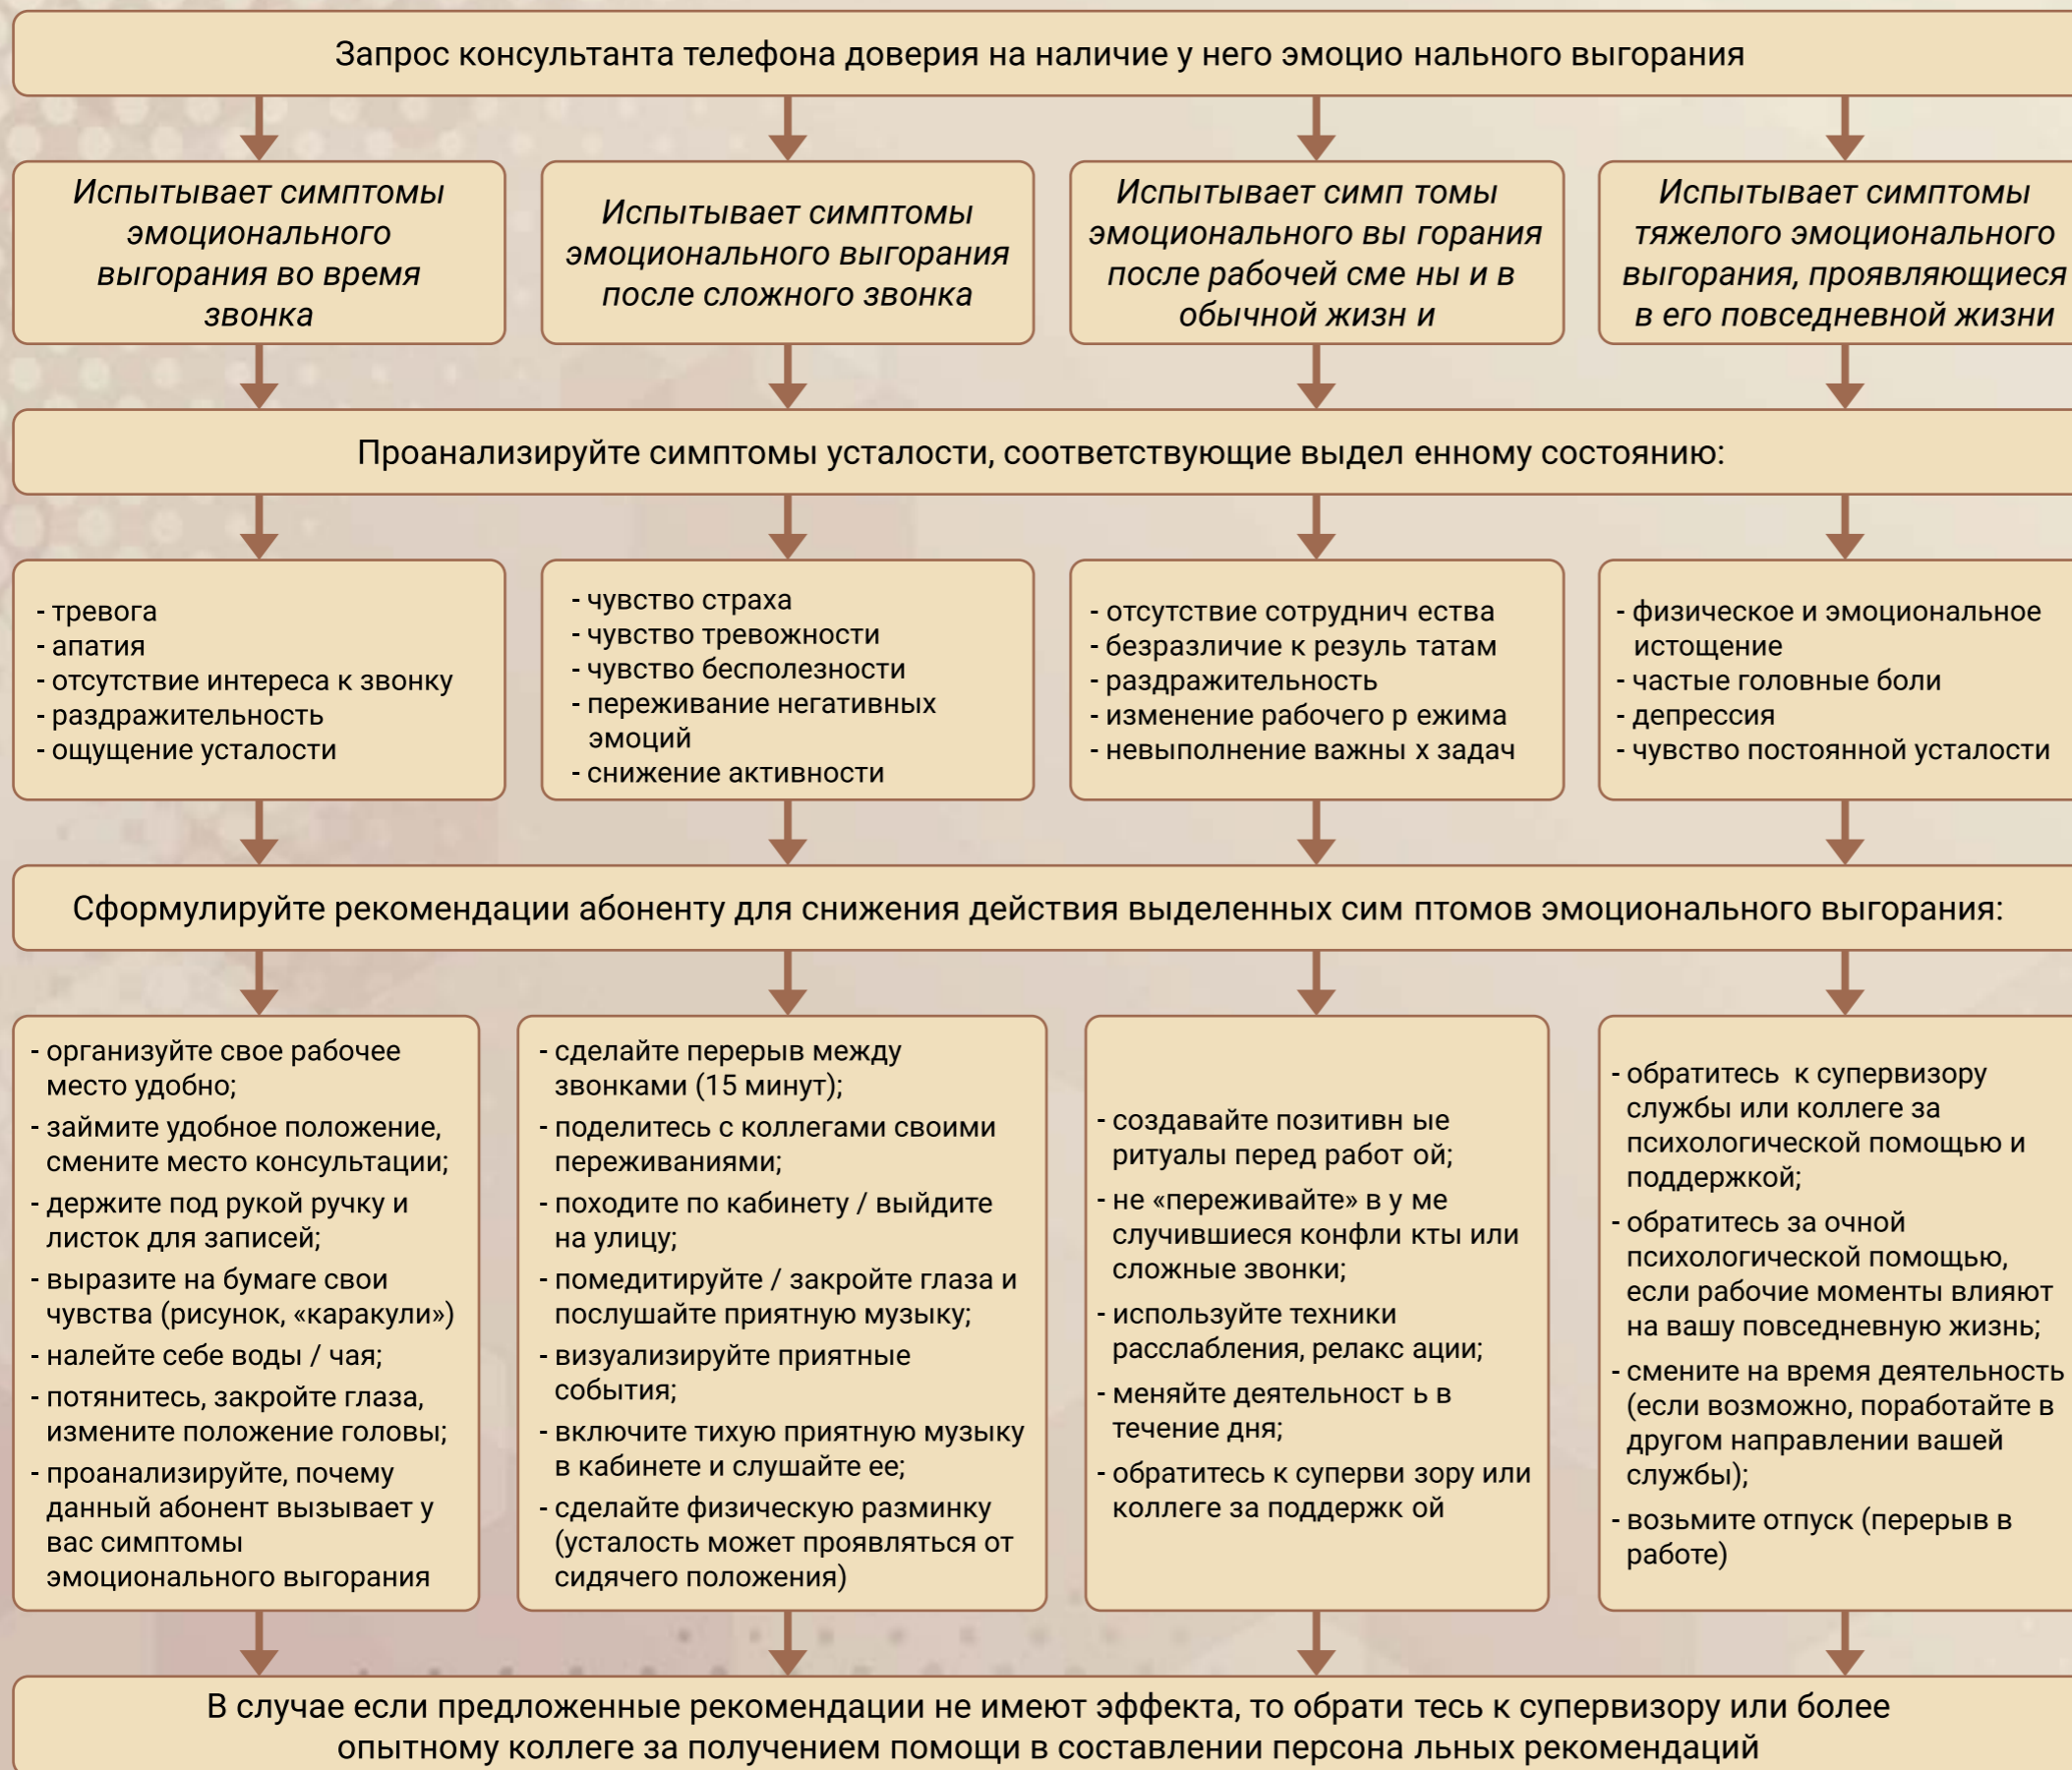 Запрос консультанта телефона доверия на наличие у него эмоцио нального выгорания
Испытывает симптомы
эмоционального
выгорания во время
звонка
Испытывает симптомы
эмоционального выгорания
после сложного звонка
Испытывает симп томы
эмоционального вы горания
после рабочей сме ны и в
обычной жизн и
Испытывает симптомы
тяжелого эмоционального
выгорания, проявляющиеся
в его повседневной жизни
Проанализируйте симптомы усталости, соответствующие выдел енному состоянию:
- тревога
- апатия
- отсутствие интереса к звонку
- раздражительность
- ощущение усталости
- чувство страха
- чувство тревожности
- чувство бесполезности
- переживание негативных
эмоций
- снижение активности
- отсутствие сотруднич ества
- безразличие к резуль татам
- раздражительность
- изменение рабочего р ежима
- невыполнение важны х задач
- физическое и эмоциональное
истощение
- частые головные боли
- депрессия
- чувство постоянной усталости
Сформулируйте рекомендации абоненту для снижения действия выделенных сим птомов эмоционального выгорания:
- организуйте свое рабочее
место удобно;
- займите удобное положение,
смените место консультации;
- держите под рукой ручку и
листок для записей;
- выразите на бумаге свои
чувства (рисунок, «каракули»)
- налейте себе воды / чая;
- потянитесь, закройте глаза,
измените положение головы;
- проанализируйте, почему
данный абонент вызывает у
вас симптомы
эмоционального выгорания
- сделайте перерыв между
звонками (15 минут);
- поделитесь с коллегами своими
переживаниями;
- походите по кабинету / выйдите
на улицу;
- помедитируйте / закройте глаза и
послушайте приятную музыку;
- визуализируйте приятные
события;
- включите тихую приятную музыку
в кабинете и слушайте ее;
- сделайте физическую разминку
(усталость может проявляться от
сидячего положения)
- создавайте позитивн ые
ритуалы перед работ ой;
- не «переживайте» в у ме
случившиеся конфли кты или
сложные звонки;
- используйте техники
расслабления, релакс ации;
- меняйте деятельност ь в
течение дня;
- обратитесь к суперви зору или
коллеге за поддержк ой
- обратитесь к супервизору
службы или коллеге за
психологической помощью и
поддержкой;
- обратитесь за очной
психологической помощью,
если рабочие моменты влияют
на вашу повседневную жизнь;
- смените на время деятельность
(если возможно, поработайте в
другом направлении вашей
службы);
- возьмите отпуск (перерыв в
работе)
В случае если предложенные рекомендации не имеют эффекта, то обрати тесь к супервизору или более
опытному коллеге за получением помощи в составлении персона льных рекомендаций